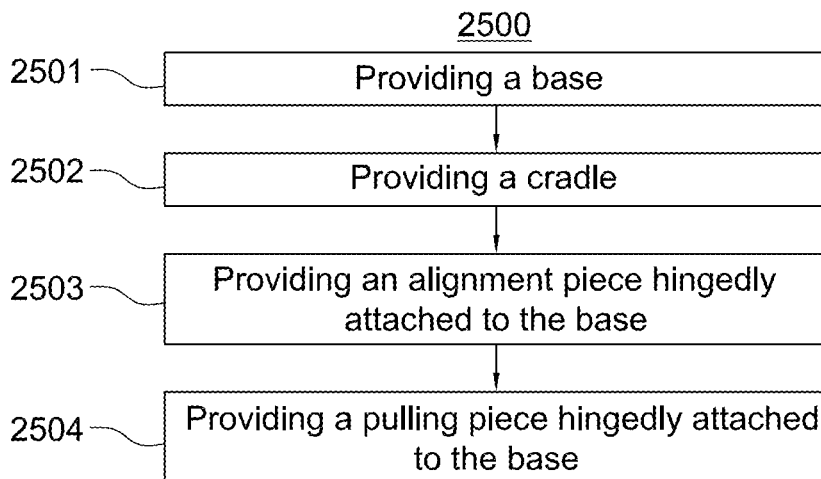 2500
2501
Providing a base
2502
Providing a cradle
2503
Providing an alignment piece hingedly
attached to the base
2504
Providing a pulling piece hingedly attached
to the base